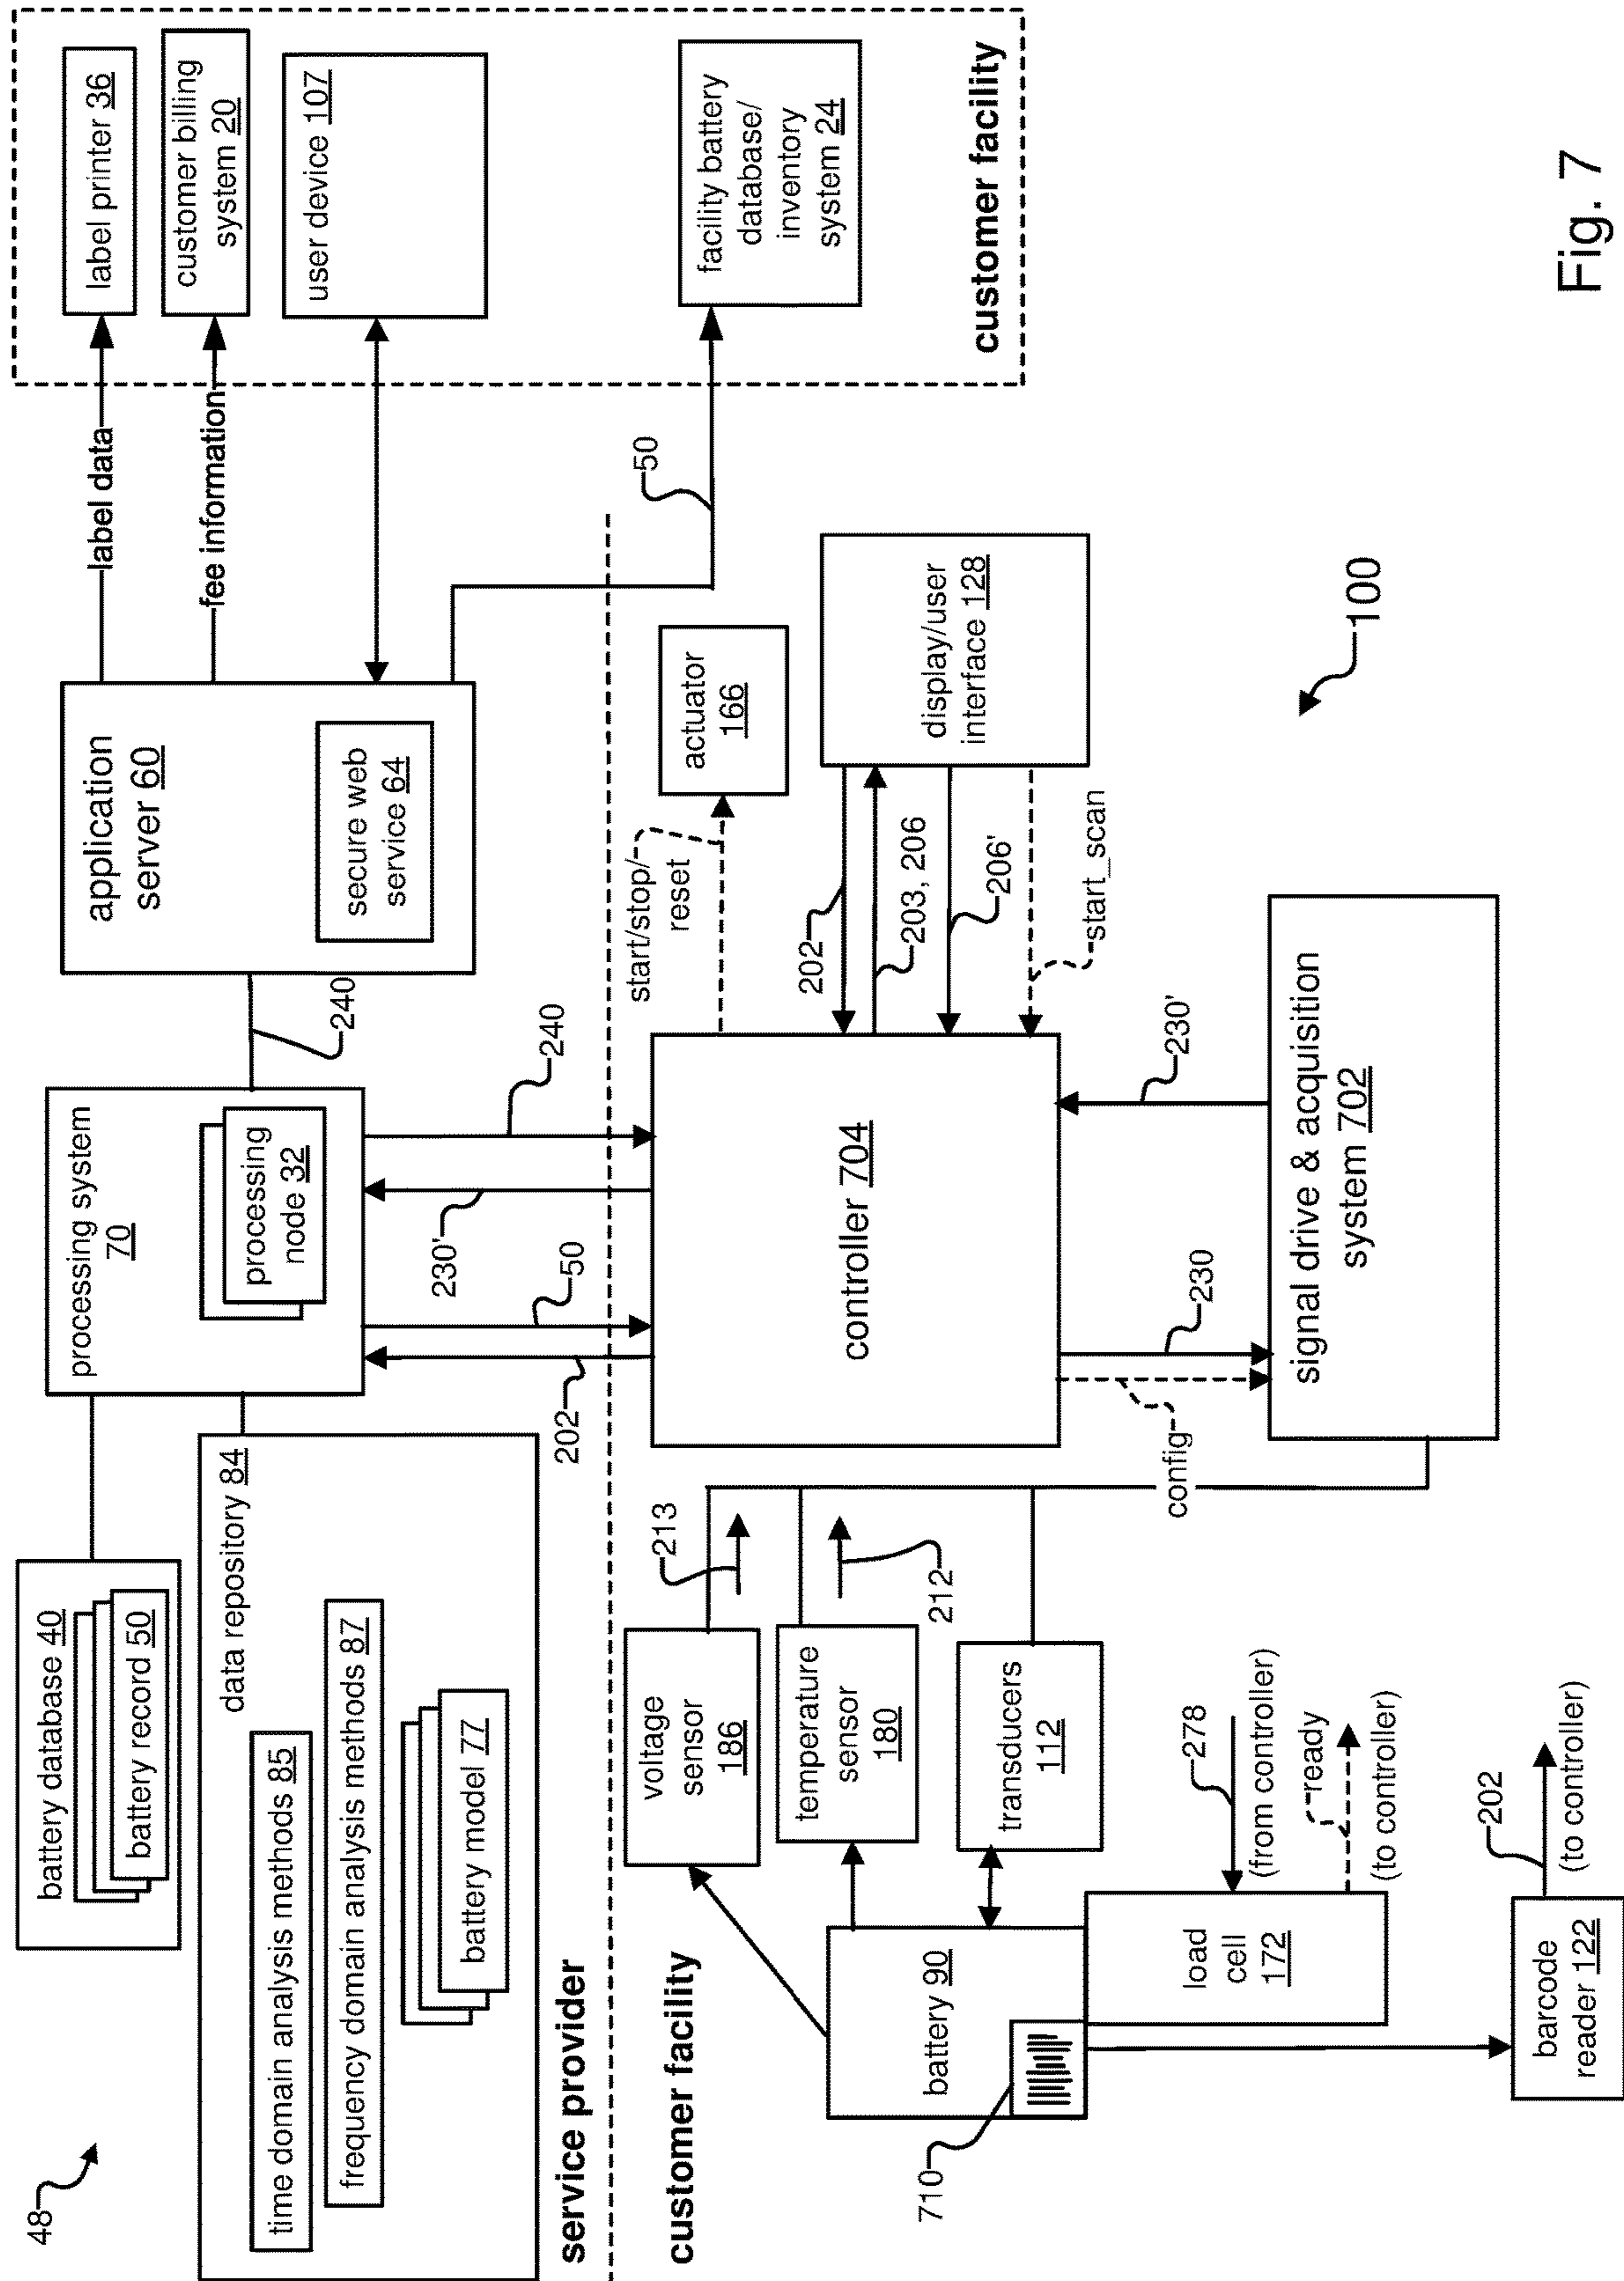 48
battery database 40
battery record 50
data repository 84
time domain analysis methods 85
frequency domain analysis methods 87
battery model 77
processing system
70
processing
node 32
240
application
server 60
secure web
service 64
label data
fee information
label printer 36
customer billing
system 20
user device 107
facility battery
database/
inventory
system 24
customer facility
50
service provider
customer facility
202
50
230'
240
start/stop/
reset
actuator
166
controller 704
202
203, 206
206'
start_scan
display/user
interface 128
voltage
sensor
186
213
temperature
sensor
180
212
transducers
112
config
230
230'
signal drive & acquisition
system 702
battery 90
710
load
cell
172
278
(from controller)
ready
(to controller)
barcode
reader 122
202
(to controller)
100
Fig. 7